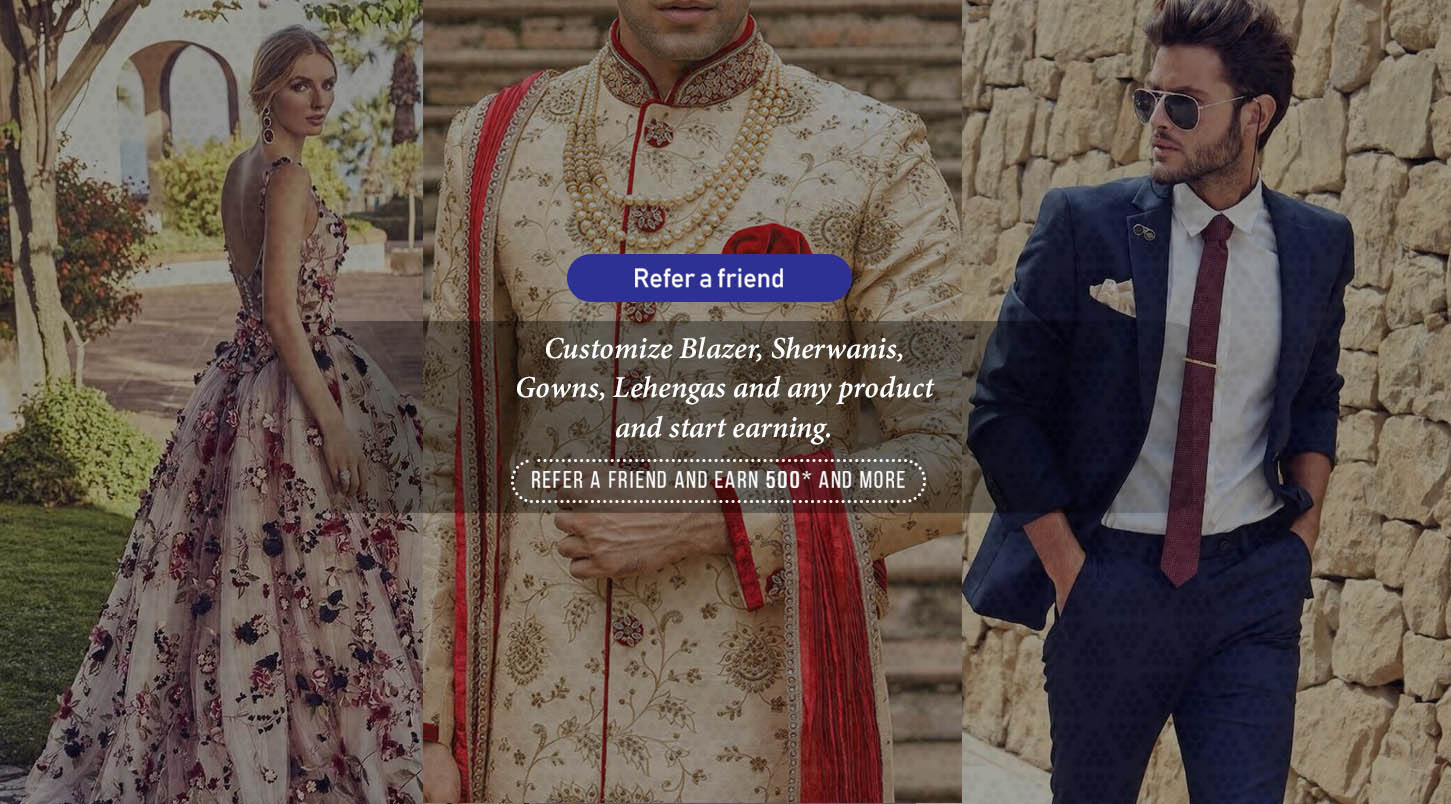 Refer a friend
Customize Blazer, Sherwanis,
Gowns, Lehengas and any product
and start earning.
REFER A FRIEND AND EARN 500* AND MORE